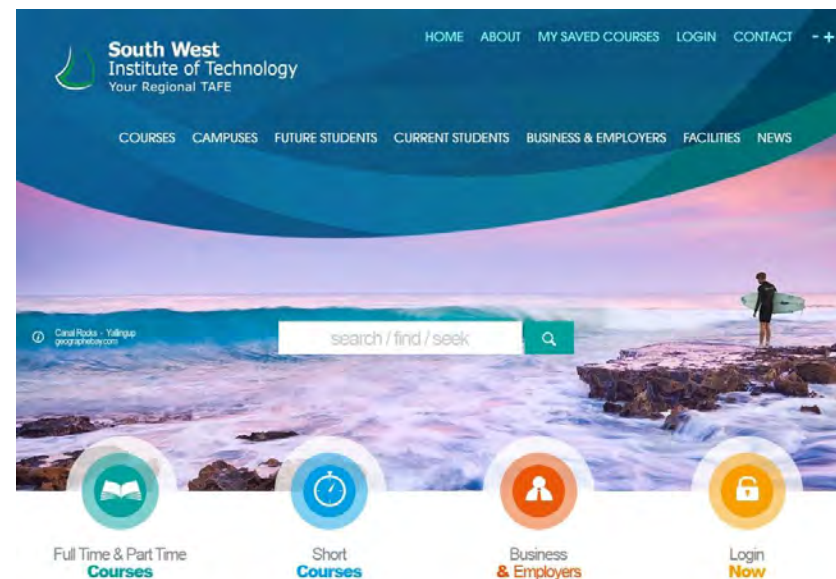 HOME ABOUT MY SAVED COURSES LOGIN CONTACT - +
South West
Institute of Technology
Your Regional TAFE
COURSES CAMPUSES FUTURE STUDENTS CURRENT STUDENTS BUSINESS & EMPLOYERS FACILITIES NEWS
Canal Rocks - Yallingup
geographebay.com
search / find / seek
Full Time & Part Time
Courses
Short
Courses
Business
& Employers
Login
Now